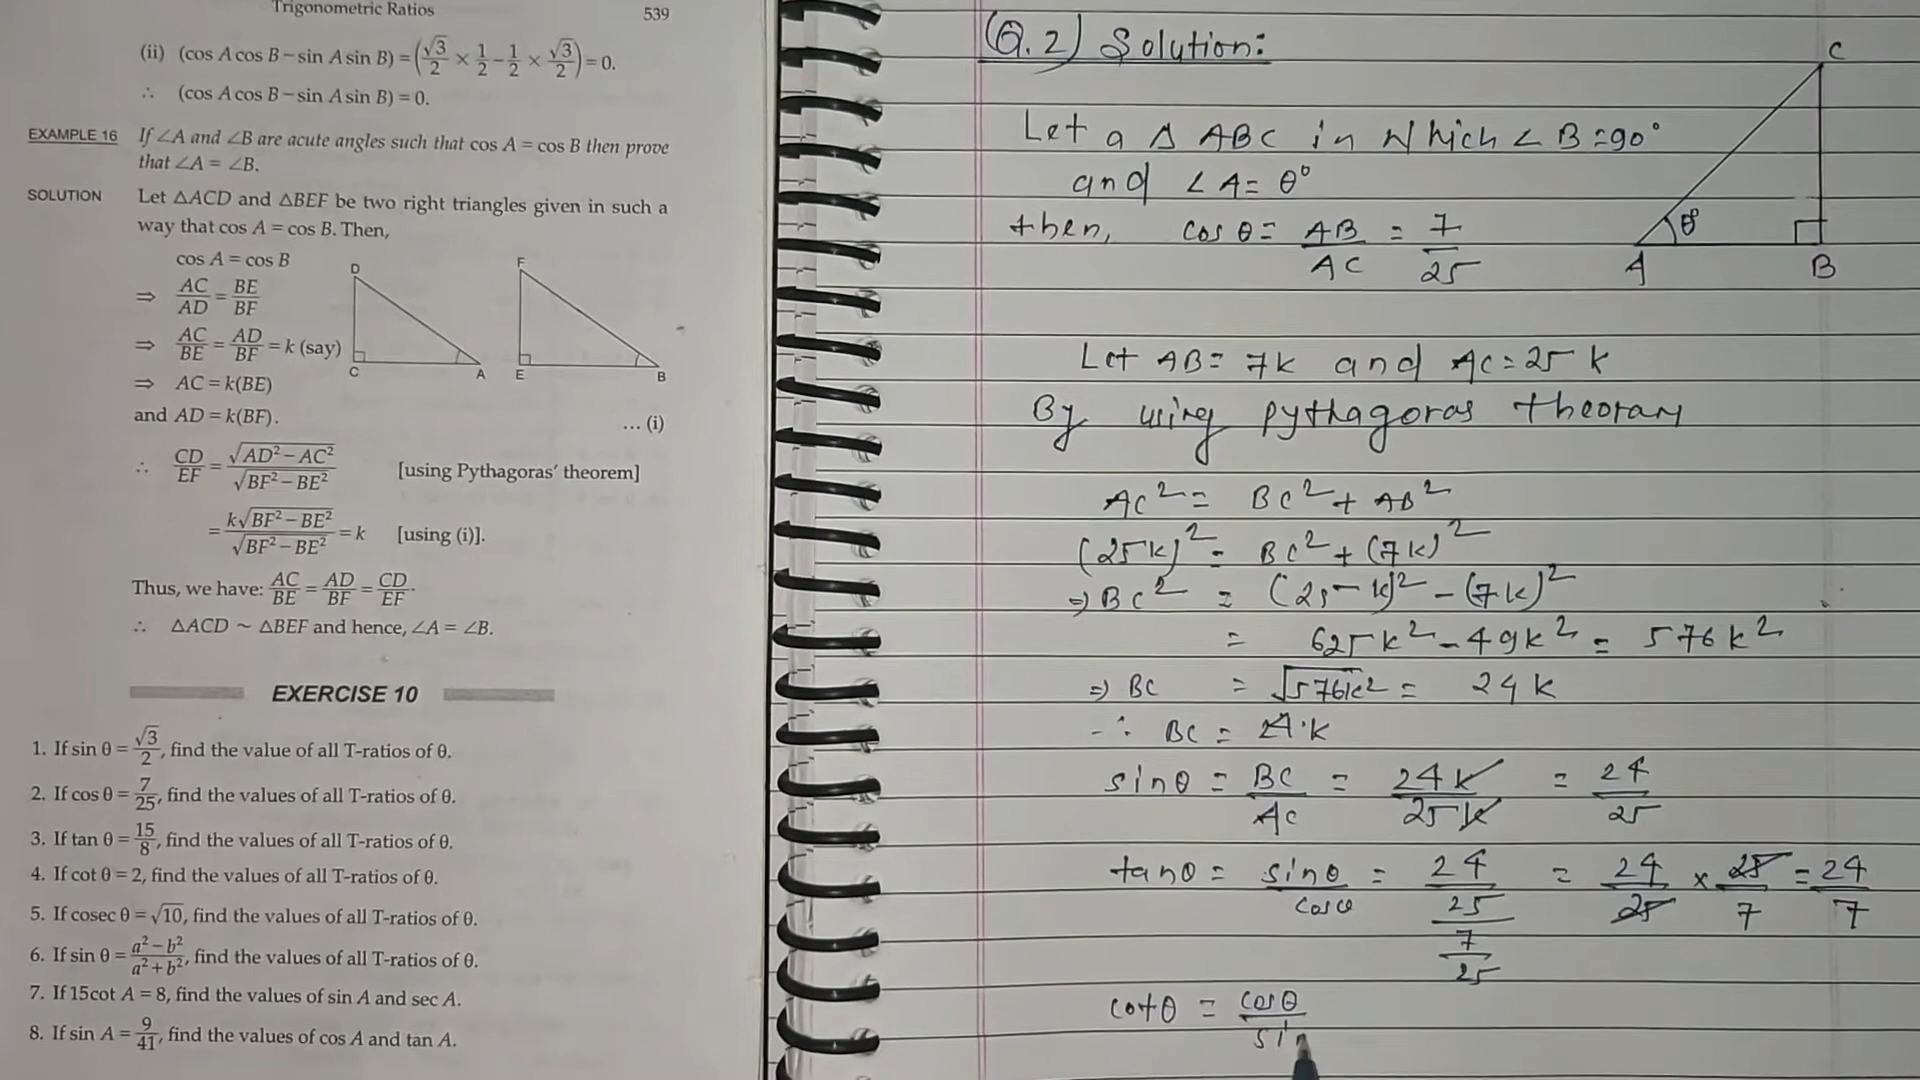 Trigonometric Ratios 539
(ii) (cos A cos B − sin A sin B) = (√3/2 × 1/2 − 1/2 × √3/2) = 0.
∴ (cos A cos B − sin A sin B) = 0.
EXAMPLE 16 If ∠A and ∠B are acute angles such that cos A = cos B then prove
that ∠A = ∠B.
SOLUTION Let △ACD and △BEF be two right triangles given in such a
way that cos A = cos B. Then,
cos A = cos B
⇒ AC/AD = BE/BF
⇒ AC/BE = AD/BF = k (say)
⇒ AC = k(BE)
and AD = k(BF). ... (i)
D
C
A
F
E
B
∴ CD/EF = √AD² − AC² / √BF² − BE² [using Pythagoras' theorem]
= k√BF² − BE² / √BF² − BE² = k [using (i)].
Thus, we have: AC/BE = AD/BF = CD/EF.
∴ △ACD ~ △BEF and hence, ∠A = ∠B.
EXERCISE 10
1. If sin θ = √3/2, find the value of all T-ratios of θ.
2. If cos θ = 7/25, find the values of all T-ratios of θ.
3. If tan θ = 15/8, find the values of all T-ratios of θ.
4. If cot θ = 2, find the values of all T-ratios of θ.
5. If cosec θ = √10, find the values of all T-ratios of θ.
6. If sin θ = a² − b² / a² + b², find the values of all T-ratios of θ.
7. If 15cot A = 8, find the values of sin A and sec A.
8. If sin A = 9/41, find the values of cos A and tan A.
(Q.2) Solution:
Let a △ ABC in which ∠B = 90°
and ∠A = θ°
then, cos θ = AB/AC = 7/25
C
θ°
A
B
Let AB = 7k and AC = 25 k
By using pythagoras theoram
AC² = BC² + AB²
(25k)² = BC² + (7k)²
⇒ BC² = (25 k)² − (7k)²
= 625k² − 49k² = 576k²
⇒ BC = √576k² = 24 k
∴ BC = 24 k
sin θ = BC/AC = 24k/25k = 24/25
tan θ = sin θ/cos θ = 24/25 / 7/25 = 24/25 × 25/7 = 24/7
cot θ = cos θ/sin